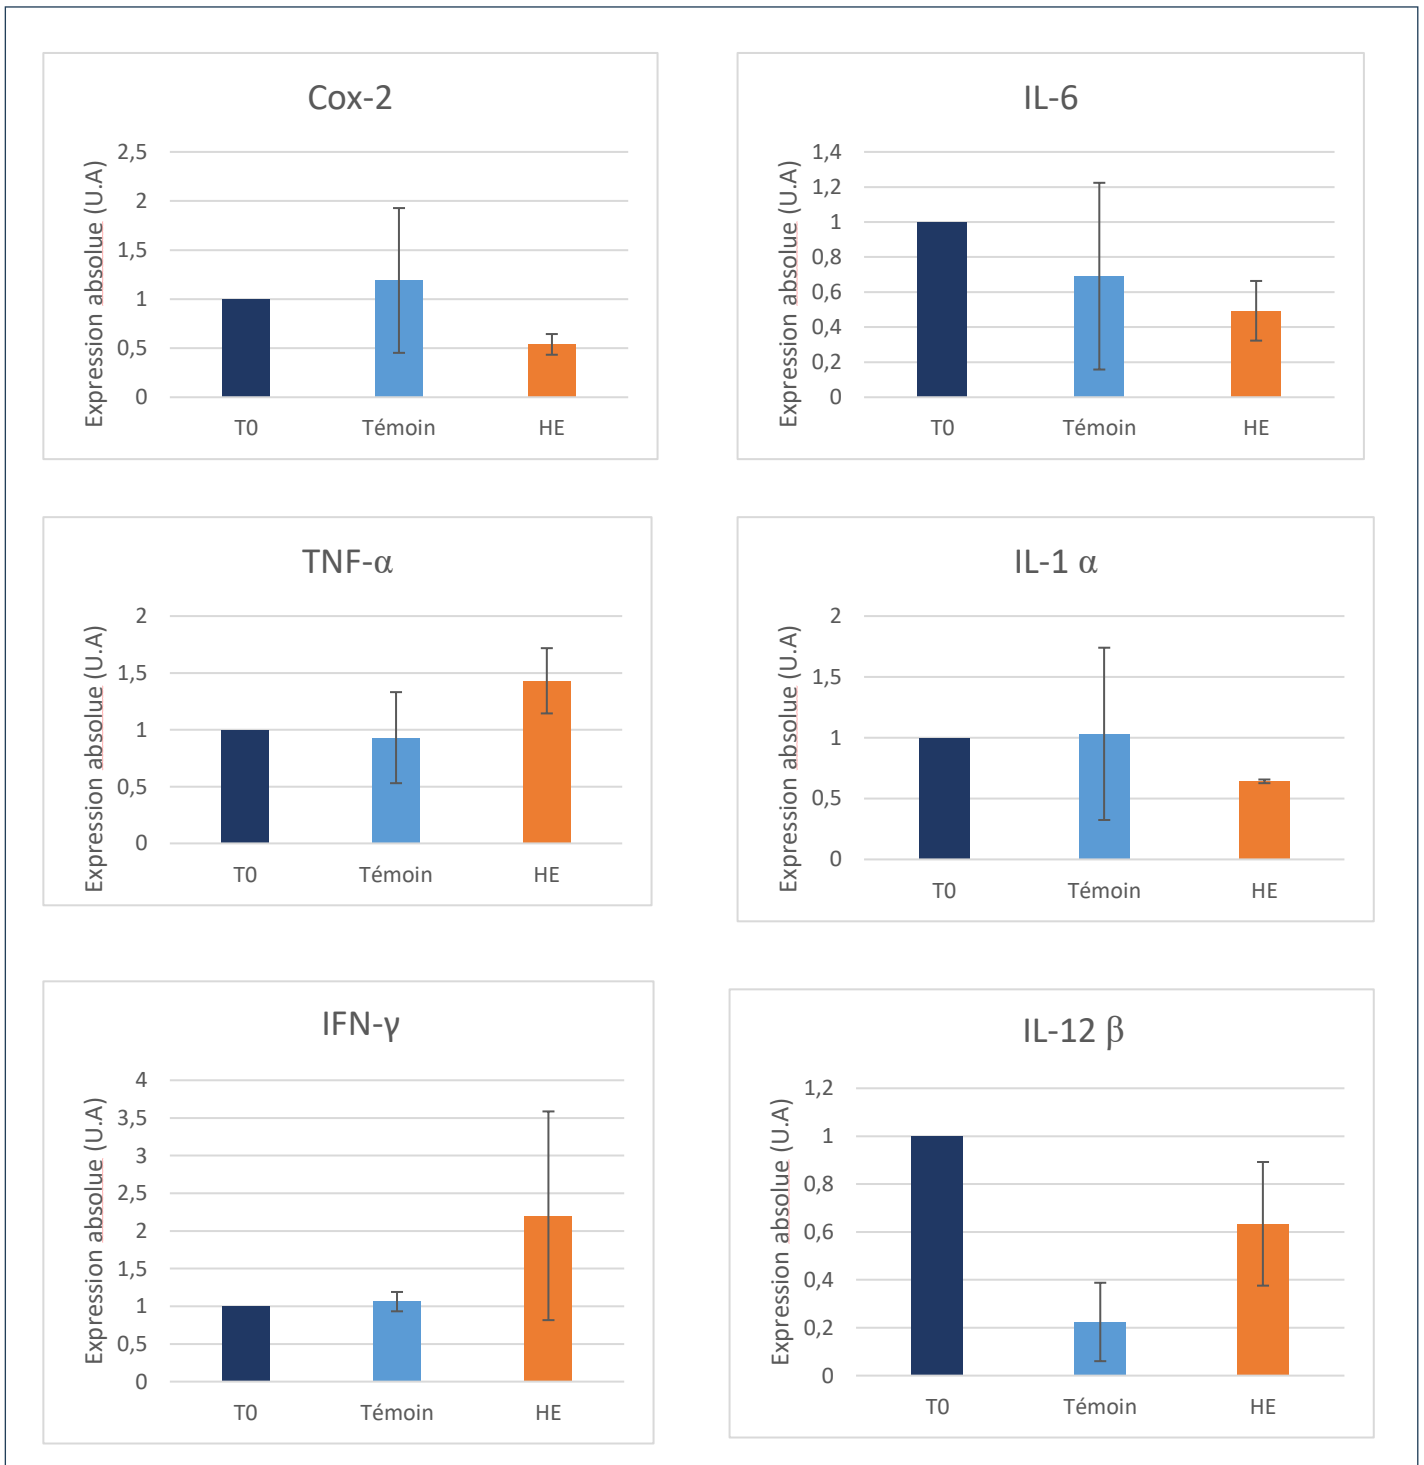 Cox-2
Expression absolue (U.A)
2,5
2
1,5
1
0,5
0
T0 Témoin HE
IL-6
Expression absolue (U.A)
1,4
1,2
1
0,8
0,6
0,4
0,2
0
T0 Témoin HE
TNF-α
Expression absolue (U.A)
2
1,5
1
0,5
0
T0 Témoin HE
IL-1 α
Expression absolue (U.A)
2
1,5
1
0,5
0
T0 Témoin HE
IFN-γ
Expression absolue (U.A)
4
3,5
3
2,5
2
1,5
1
0,5
0
T0 Témoin HE
IL-12 β
Expression absolue (U.A)
1,2
1
0,8
0,6
0,4
0,2
0
T0 Témoin HE